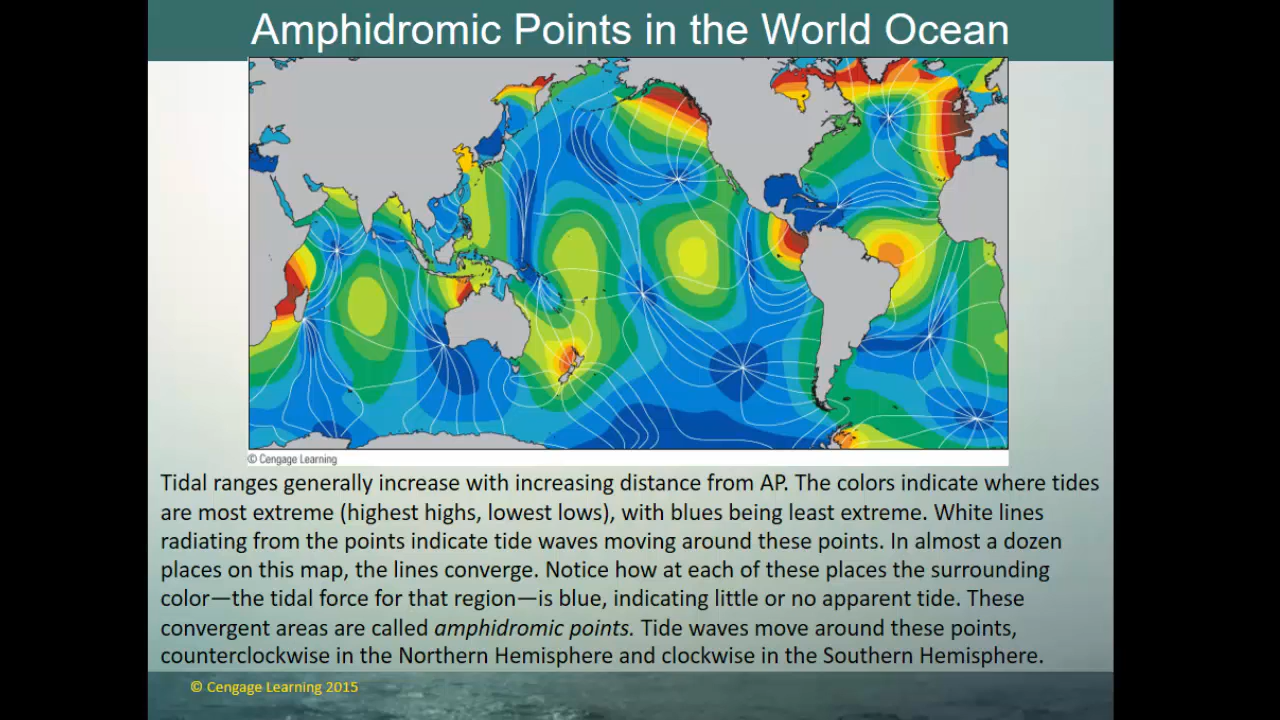 Amphidromic Points in the World Ocean
© Cengage Learning
Tidal ranges generally increase with increasing distance from AP. The colors indicate where tides
are most extreme (highest highs, lowest lows), with blues being least extreme. White lines
radiating from the points indicate tide waves moving around these points. In almost a dozen
places on this map, the lines converge. Notice how at each of these places the surrounding
color—the tidal force for that region—is blue, indicating little or no apparent tide. These
convergent areas are called amphidromic points. Tide waves move around these points,
counterclockwise in the Northern Hemisphere and clockwise in the Southern Hemisphere.
© Cengage Learning 2015